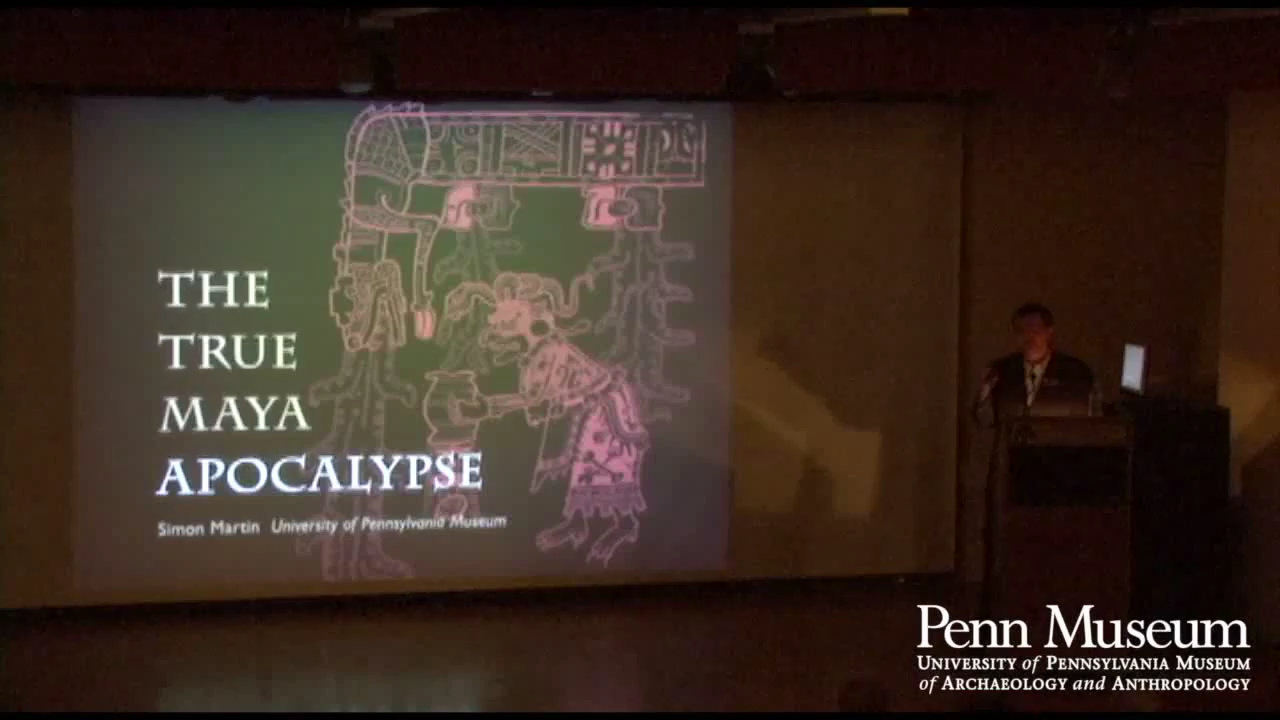 THE
TRUE
MAYA
APOCALYPSE
Simon Martin University of Pennsylvania Museum
Penn Museum
UNIVERSITY of PENNSYLVANIA MUSEUM
of ARCHAEOLOGY and ANTHROPOLOGY